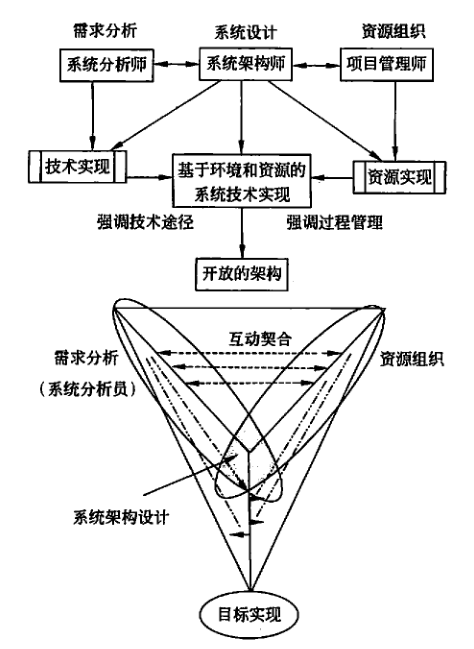 需求分析
系统设计
资源组织
系统分析师
系统架构师
项目管理师
技术实现
基于环境和资源的
系统技术实现
资源实现
强调技术途径
强调过程管理
开放的架构
互动契合
需求分析
(系统分析员)
资源组织
系统架构设计
目标实现